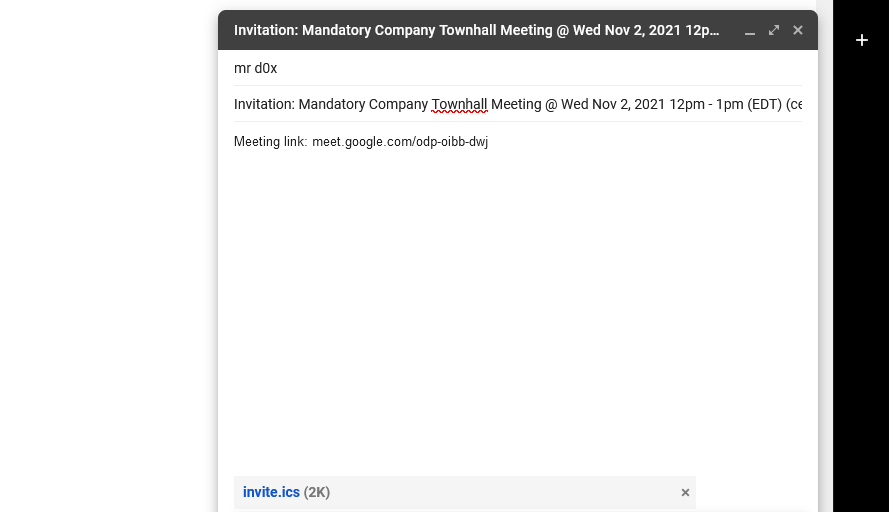 Invitation: Mandatory Company Townhall Meeting @ Wed Nov 2, 2021 12p...
mr d0x
Invitation: Mandatory Company Townhall Meeting @ Wed Nov 2, 2021 12pm - 1pm (EDT) (ce
Meeting link: meet.google.com/odp-oibb-dwj
invite.ics (2K)